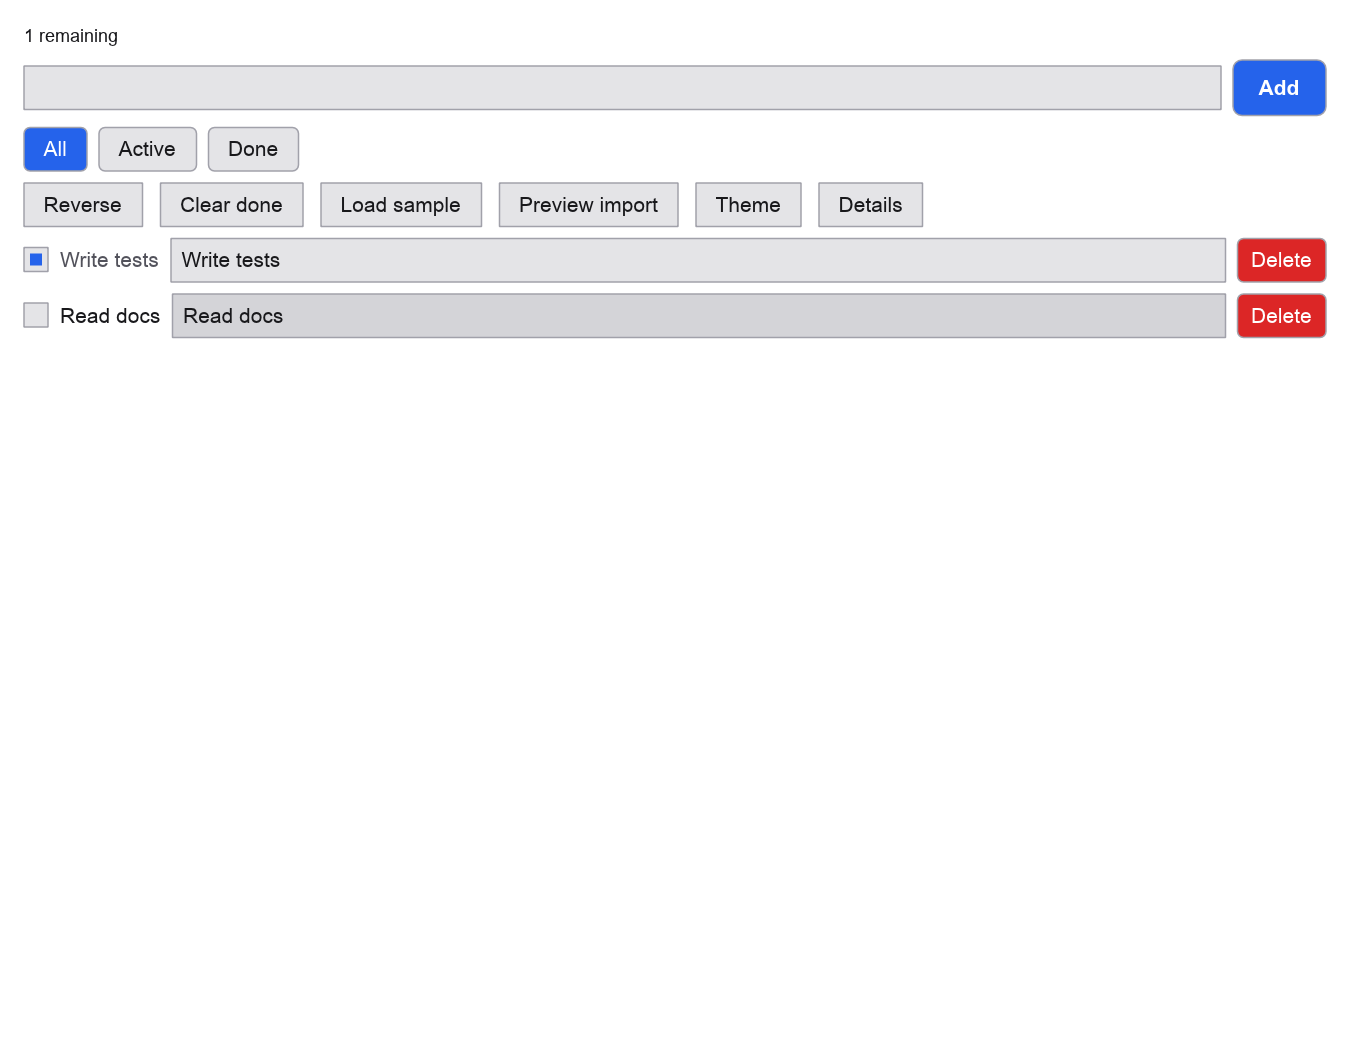 1 remaining
Add
All Active Done
Reverse Clear done Load sample Preview import Theme Details
Write tests Write tests Delete
Read docs Read docs Delete